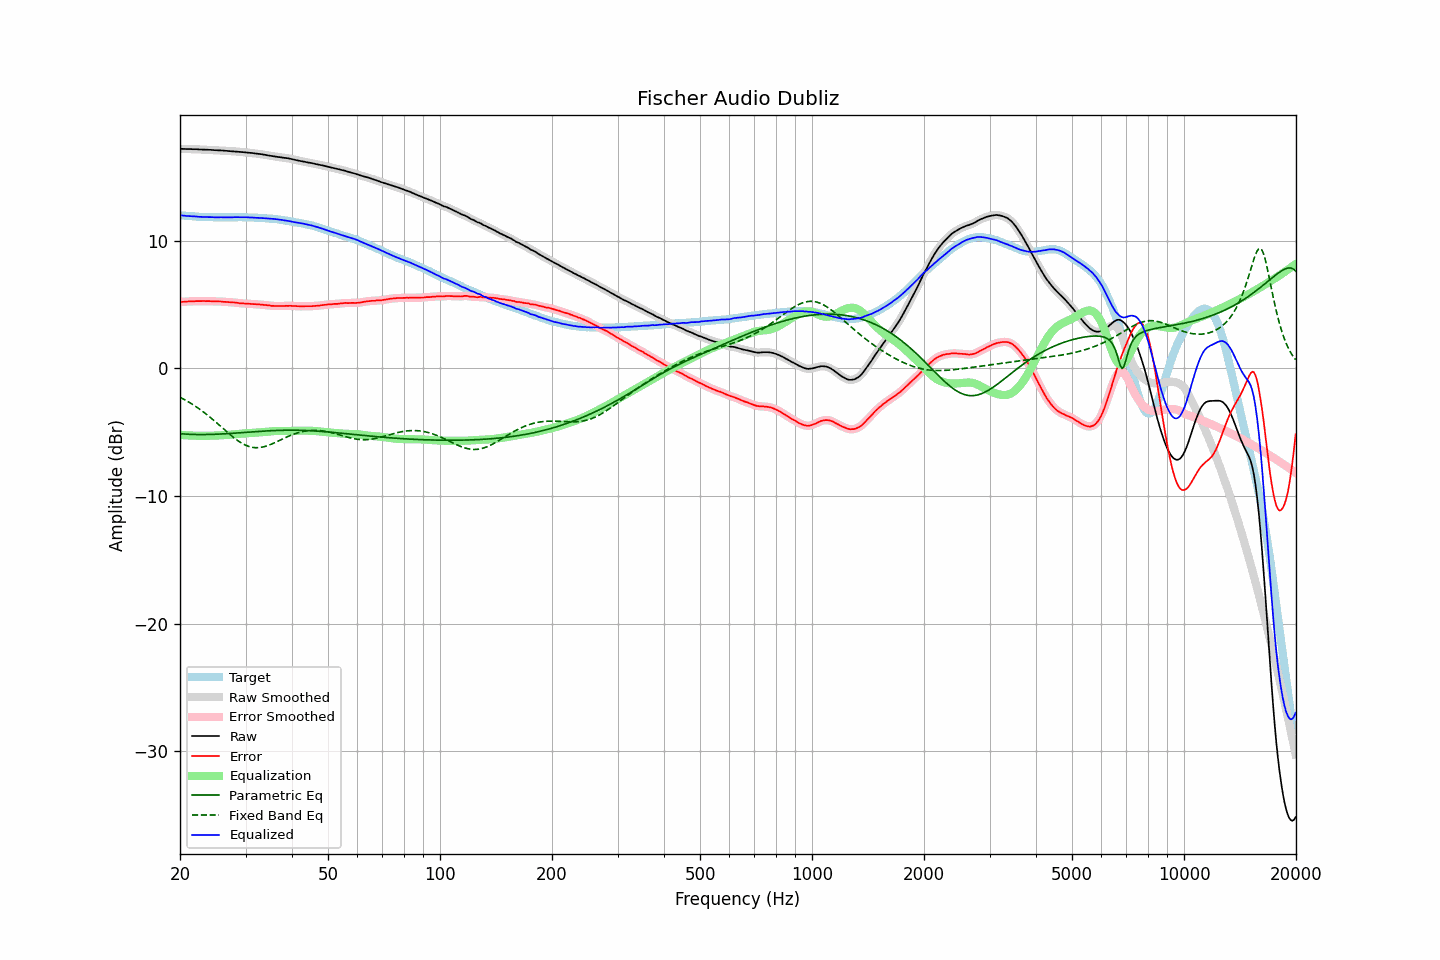 Fischer Audio Dubliz
Amplitude (dBr)
10
0
−10
−20
−30
Target
Raw Smoothed
Error Smoothed
Raw
Error
Equalization
Parametric Eq
Fixed Band Eq
Equalized
20 50 100 200 500 1000 2000 5000 10000 20000
Frequency (Hz)